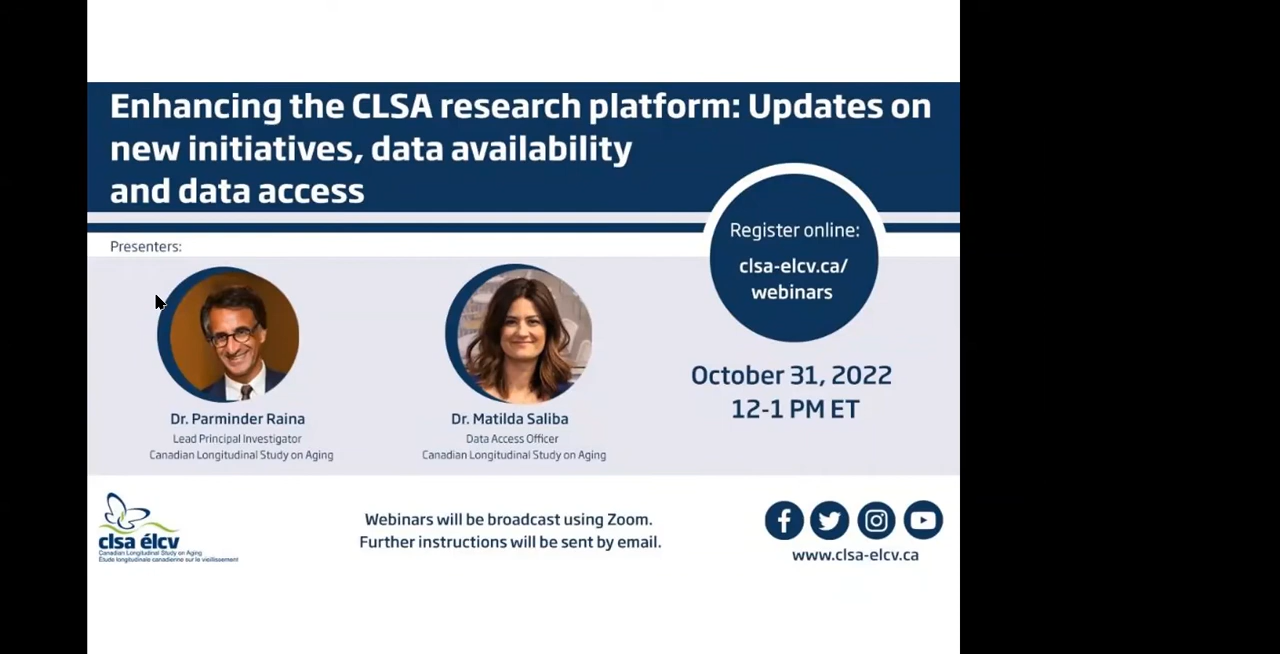 Enhancing the CLSA research platform: Updates on
new initiatives, data availability
and data access
Register online:
clsa-elcv.ca/
webinars
Presenters:
October 31, 2022
12-1 PM ET
Dr. Parminder Raina
Lead Principal Investigator
Canadian Longitudinal Study on Aging
Dr. Matilda Saliba
Data Access Officer
Canadian Longitudinal Study on Aging
clsa élcv
Canadian Longitudinal Study on Aging
Étude longitudinale canadienne sur le vieillissement
Webinars will be broadcast using Zoom.
Further instructions will be sent by email.
www.clsa-elcv.ca